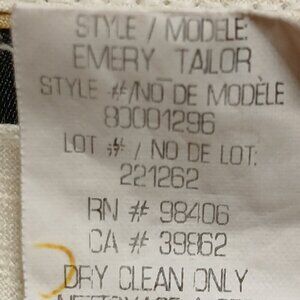 STYLE / MODELE:
EMERY TAILOR
STYLE #/NO DE MODÈLE
80001296
LOT # / NO DE LOT:
221262
RN # 98406
CA # 39862
DRY CLEAN ONLY